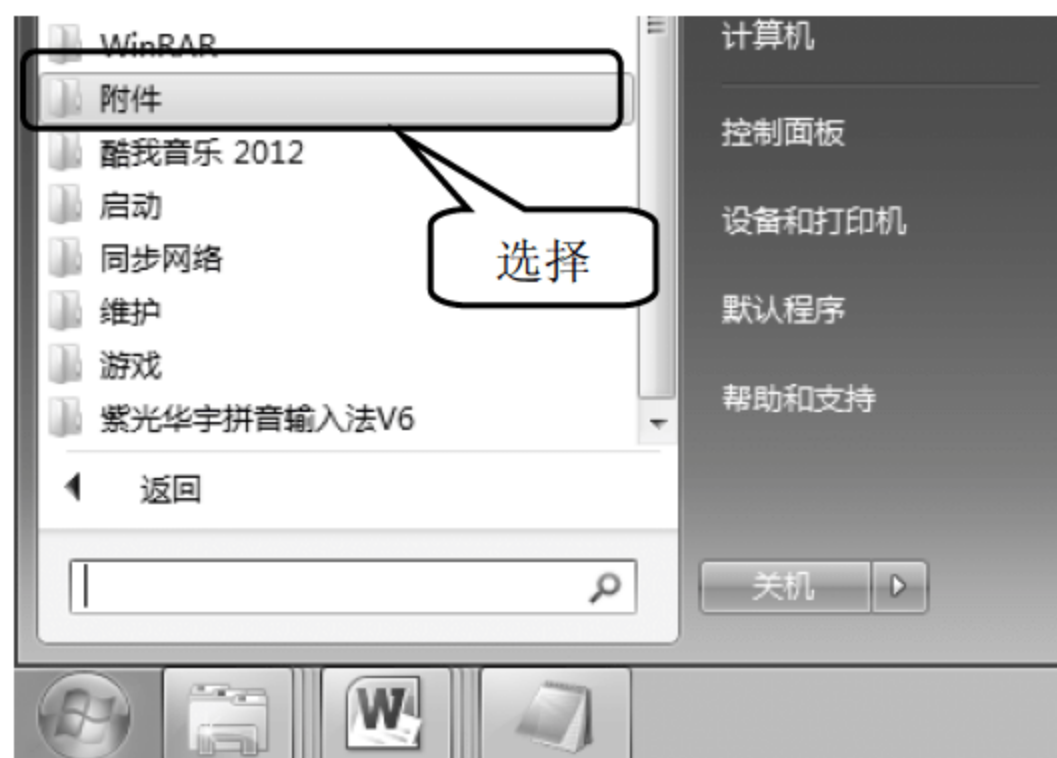 WinRAR
附件
酷我音乐 2012
启动
同步网络
维护
游戏
紫光华宇拼音输入法V6
返回
选择
计算机
控制面板
设备和打印机
默认程序
帮助和支持
关机
W